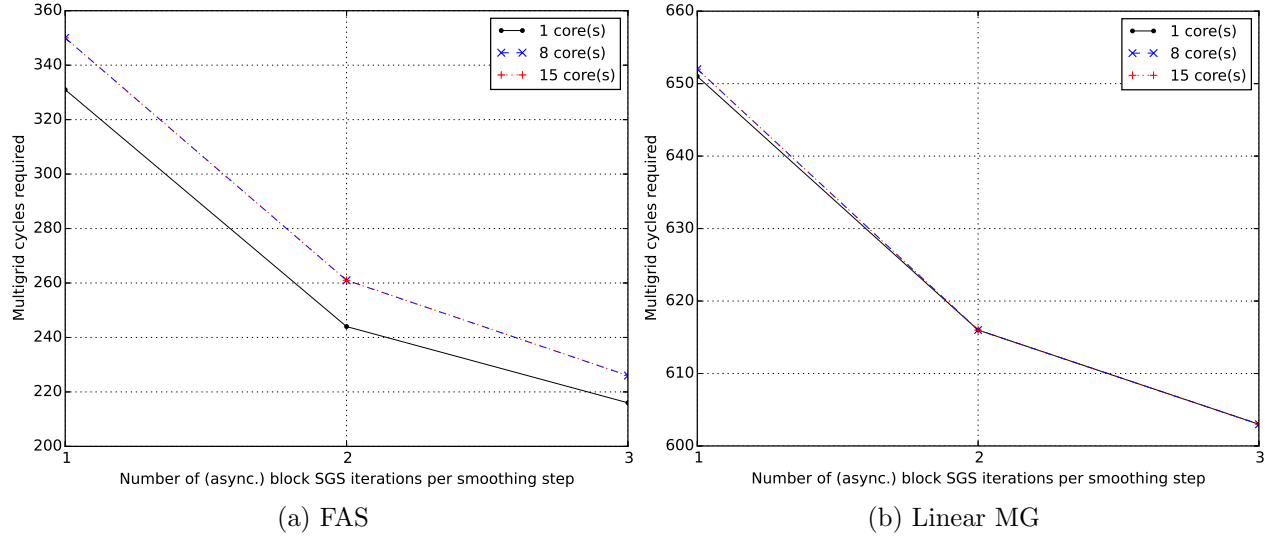 360
340
320
300
280
260
240
220
200
1
2
3
Multigrid cycles required
Number of (async.) block SGS iterations per smoothing step
1 core(s)
8 core(s)
15 core(s)
(a) FAS
660
650
640
630
620
610
600
1
2
3
Multigrid cycles required
Number of (async.) block SGS iterations per smoothing step
1 core(s)
8 core(s)
15 core(s)
(b) Linear MG